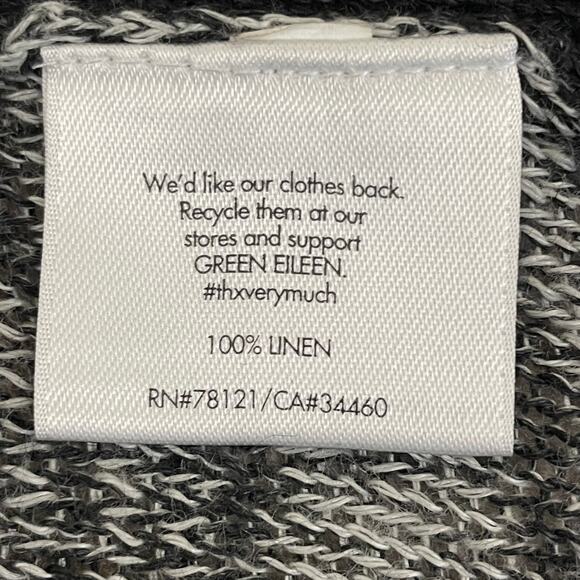 We'd like our clothes back.
Recycle them at our
stores and support
GREEN EILEEN.
#thxverymuch
100% LINEN
RN#78121/CA#34460